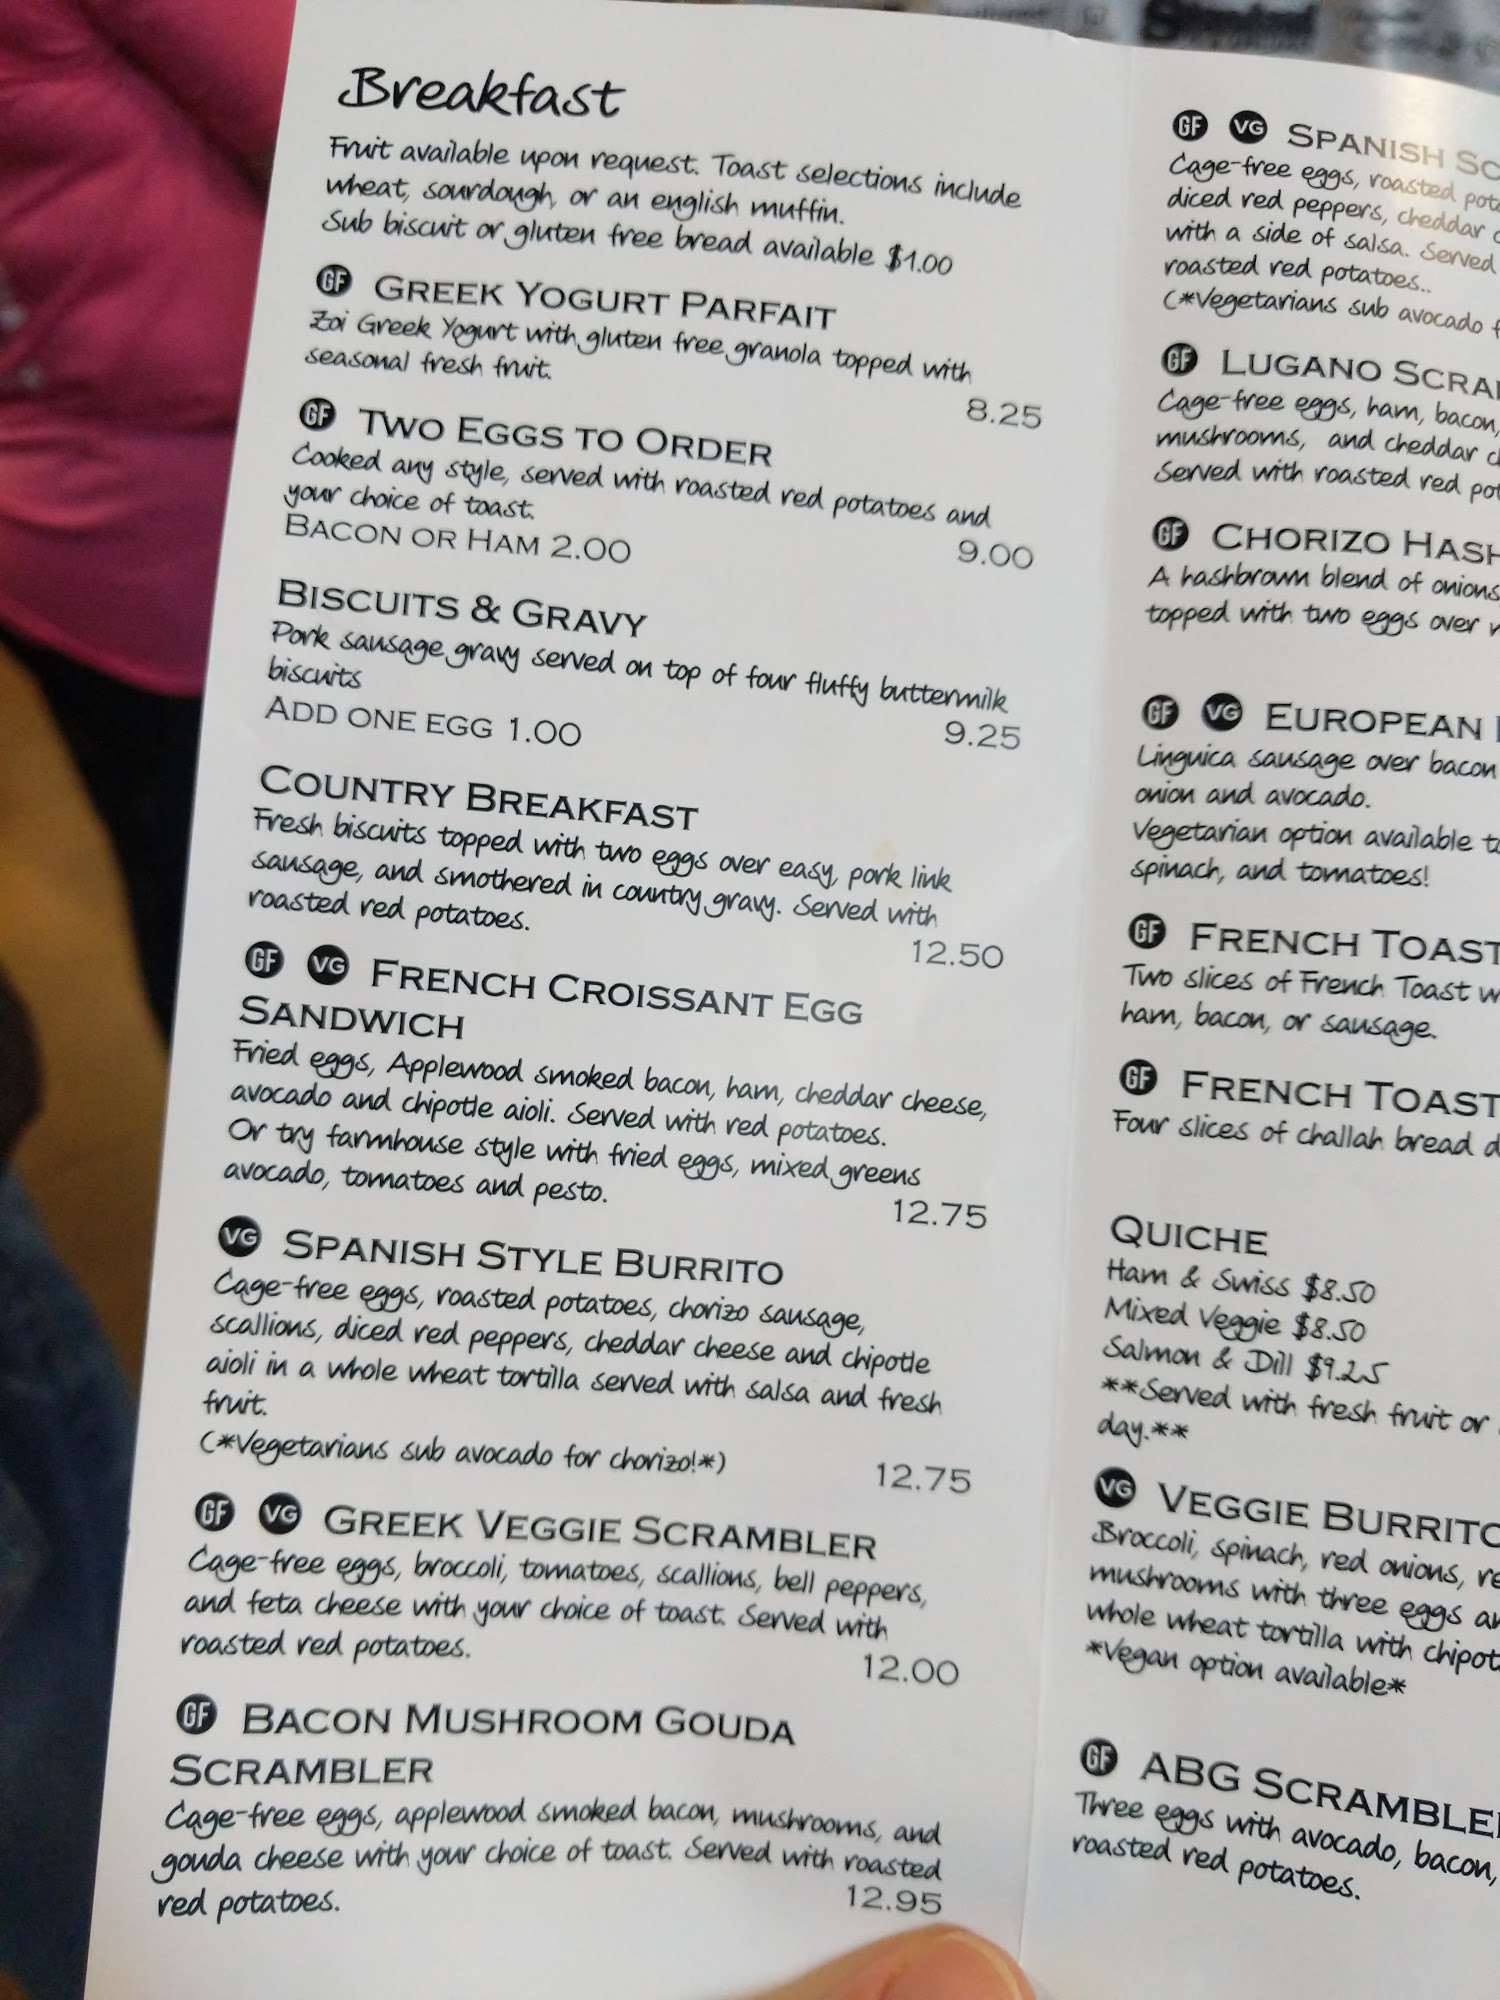 Breakfast
Fruit available upon request. Toast selections include
wheat, sourdough, or an english muffin.
Sub biscuit or gluten free bread available $1.00
GF GREEK YOGURT PARFAIT
Zoi Greek Yogurt with gluten free granola topped with
seasonal fresh fruit.
8.25
GF TWO EGGS TO ORDER
Cooked any style, served with roasted red potatoes and
your choice of toast.
BACON OR HAM 2.00 9.00
BISCUITS & GRAVY
Pork sausage gravy served on top of four fluffy buttermilk
biscuits
ADD ONE EGG 1.00 9.25
COUNTRY BREAKFAST
Fresh biscuits topped with two eggs over easy, pork link
sausage, and smothered in country gravy. Served with
roasted red potatoes.
12.50
GF VG FRENCH CROISSANT EGG
SANDWICH
Fried eggs, Applewood smoked bacon, ham, cheddar cheese,
avocado and chipotle aioli. Served with red potatoes.
Or try farmhouse style with fried eggs, mixed greens
avocado, tomatoes and pesto.
12.75
VG SPANISH STYLE BURRITO
Cage-free eggs, roasted potatoes, chorizo sausage,
scallions, diced red peppers, cheddar cheese and chipotle
aioli in a whole wheat tortilla served with salsa and fresh
fruit.
(*Vegetarians sub avocado for chorizo!*) 12.75
GF VG GREEK VEGGIE SCRAMBLER
Cage-free eggs, broccoli, tomatoes, scallions, bell peppers,
and feta cheese with your choice of toast. Served with
roasted red potatoes.
12.00
GF BACON MUSHROOM GOUDA
SCRAMBLER
Cage-free eggs, applewood smoked bacon, mushrooms, and
gouda cheese with your choice of toast. Served with roasted
red potatoes. 12.95
GF VG SPANISH
Cage-free eggs, roasted
diced red peppers, cheddar
with a side of salsa. Served
roasted red potatoes..
(*Vegetarians sub avocado
GF LUGANO
Cage-free eggs, ham, bacon,
mushrooms, and cheddar
Served with roasted red
GF CHORIZO
A hashbrown blend of onions
topped with two eggs over
GF VG EUROPEAN
Linguica sausage over bacon
onion and avocado.
Vegetarian option available
spinach, and tomatoes!
GF FRENCH TOAST
Two slices of French Toast
ham, bacon, or sausage.
GF FRENCH TOAST
Four slices of challah bread
QUICHE
Ham & Swiss $8.50
Mixed Veggie $8.50
Salmon & Dill $9.25
**Served with fresh fruit or
day.**
VG VEGGIE BURRITO
Broccoli, spinach, red onions,
mushrooms with three eggs
whole wheat tortilla with
*Vegan option available*
GF ABG
Three eggs with avocado, bacon,
roasted red potatoes.